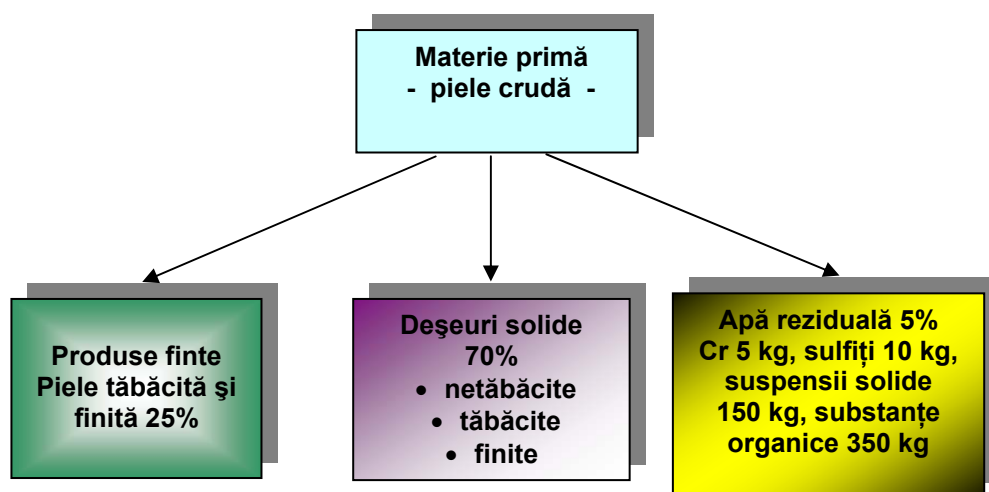 Materie primă
- piele crudă -
Produse finte
Piele tăbăcită şi
finită 25%
Deşeuri solide
70%
• netăbăcite
• tăbăcite
• finite
Apă reziduală 5%
Cr 5 kg, sulfiți 10 kg,
suspensii solide
150 kg, substanțe
organice 350 kg